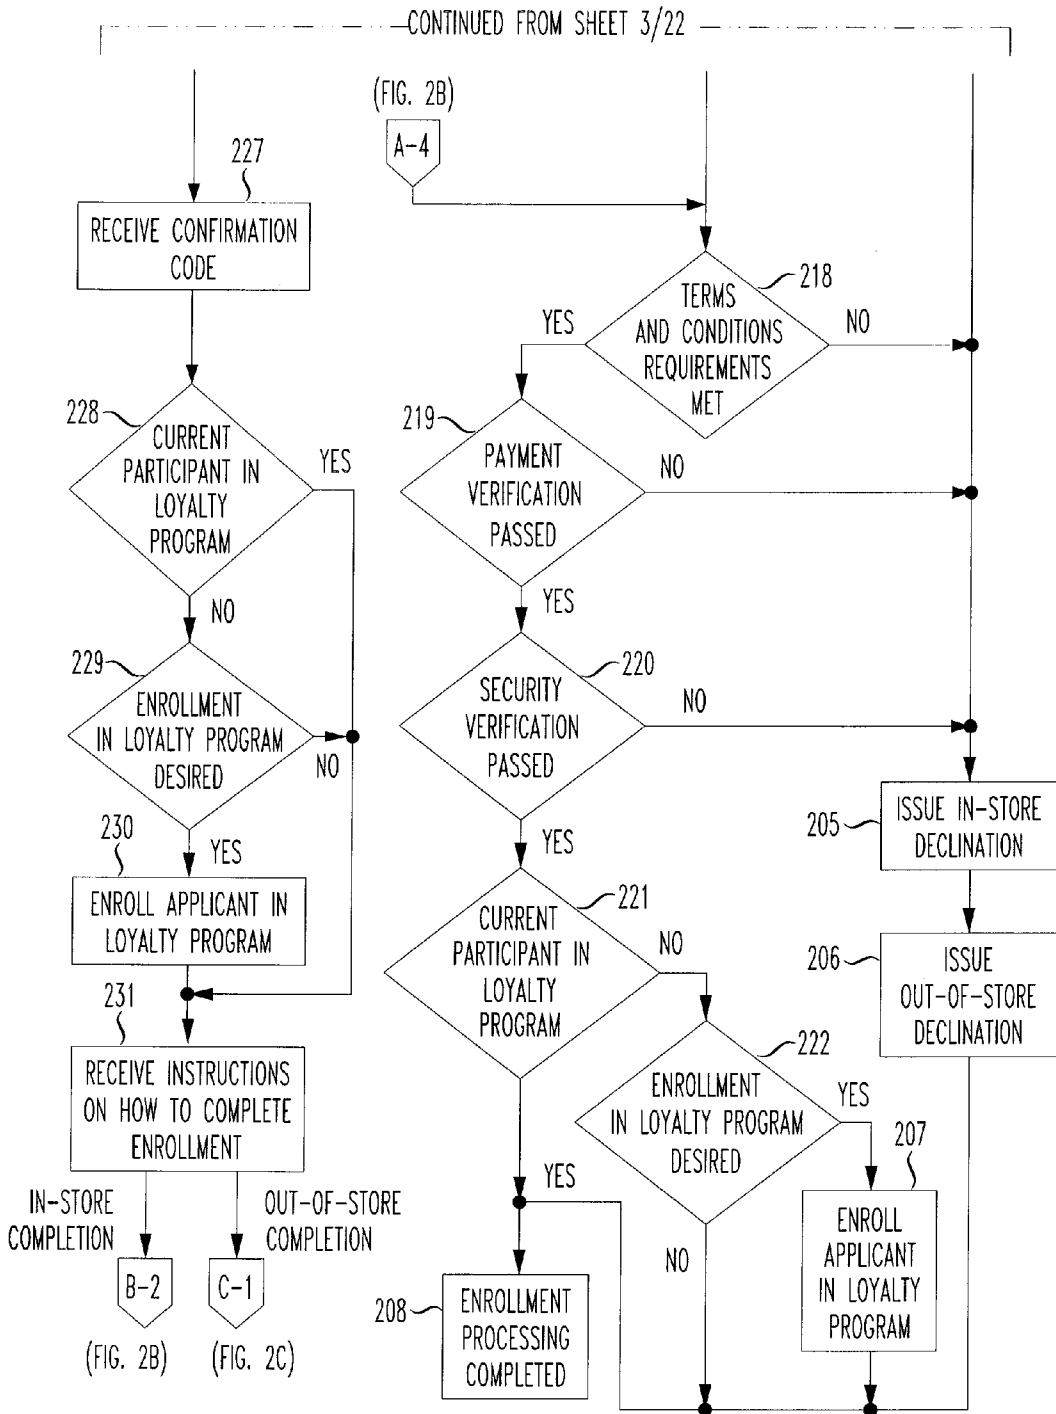 CONTINUED FROM SHEET 3/22
(FIG. 2B)
A-4
227
RECEIVE CONFIRMATION
CODE
218
TERMS
AND CONDITIONS
REQUIREMENTS
MET
YES
NO
228
CURRENT
PARTICIPANT IN
LOYALTY
PROGRAM
YES
NO
219
PAYMENT
VERIFICATION
PASSED
NO
YES
229
ENROLLMENT
IN LOYALTY PROGRAM
DESIRED
NO
YES
220
SECURITY
VERIFICATION
PASSED
NO
YES
205
ISSUE IN-STORE
DECLINATION
230
ENROLL APPLICANT IN
LOYALTY PROGRAM
221
CURRENT
PARTICIPANT IN
LOYALTY
PROGRAM
NO
YES
206
ISSUE
OUT-OF-STORE
DECLINATION
231
RECEIVE INSTRUCTIONS
ON HOW TO COMPLETE
ENROLLMENT
222
ENROLLMENT
IN LOYALTY PROGRAM
DESIRED
YES
NO
207
ENROLL
APPLICANT
IN LOYALTY
PROGRAM
IN-STORE
COMPLETION
OUT-OF-STORE
COMPLETION
B-2
C-1
(FIG. 2B)
(FIG. 2C)
208
ENROLLMENT
PROCESSING
COMPLETED